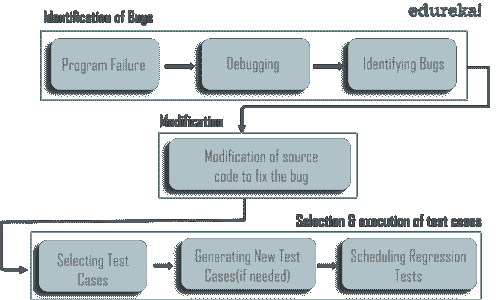 edureka!
Identification of Bugs
Program Failure
Debugging
Identifying Bugs
Modification
Modification of source
code to fix the bug
Selection & execution of test cases
Selecting Test
Cases
Generating New Test
Cases(if needed)
Scheduling Regression
Tests